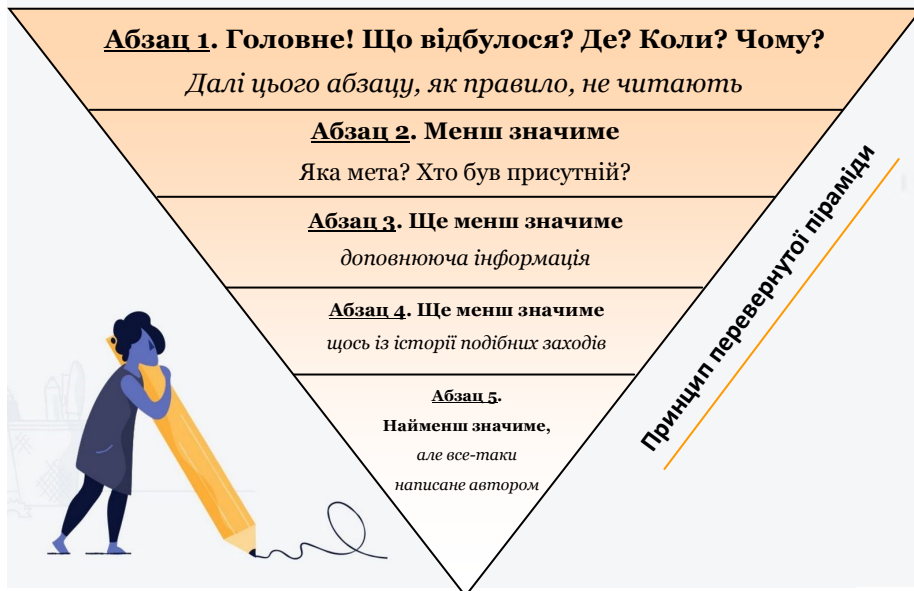 Абзац 1. Головне! Що відбулося? Де? Коли? Чому?
Далі цього абзацу, як правило, не читають
Абзац 2. Менш значиме
Яка мета? Хто був присутній?
Абзац 3. Ще менш значиме
доповнююча інформація
Абзац 4. Ще менш значиме
щось із історії подібних заходів
Абзац 5.
Найменш значиме,
але все-таки
написане автором
Принцип перевернутої піраміди